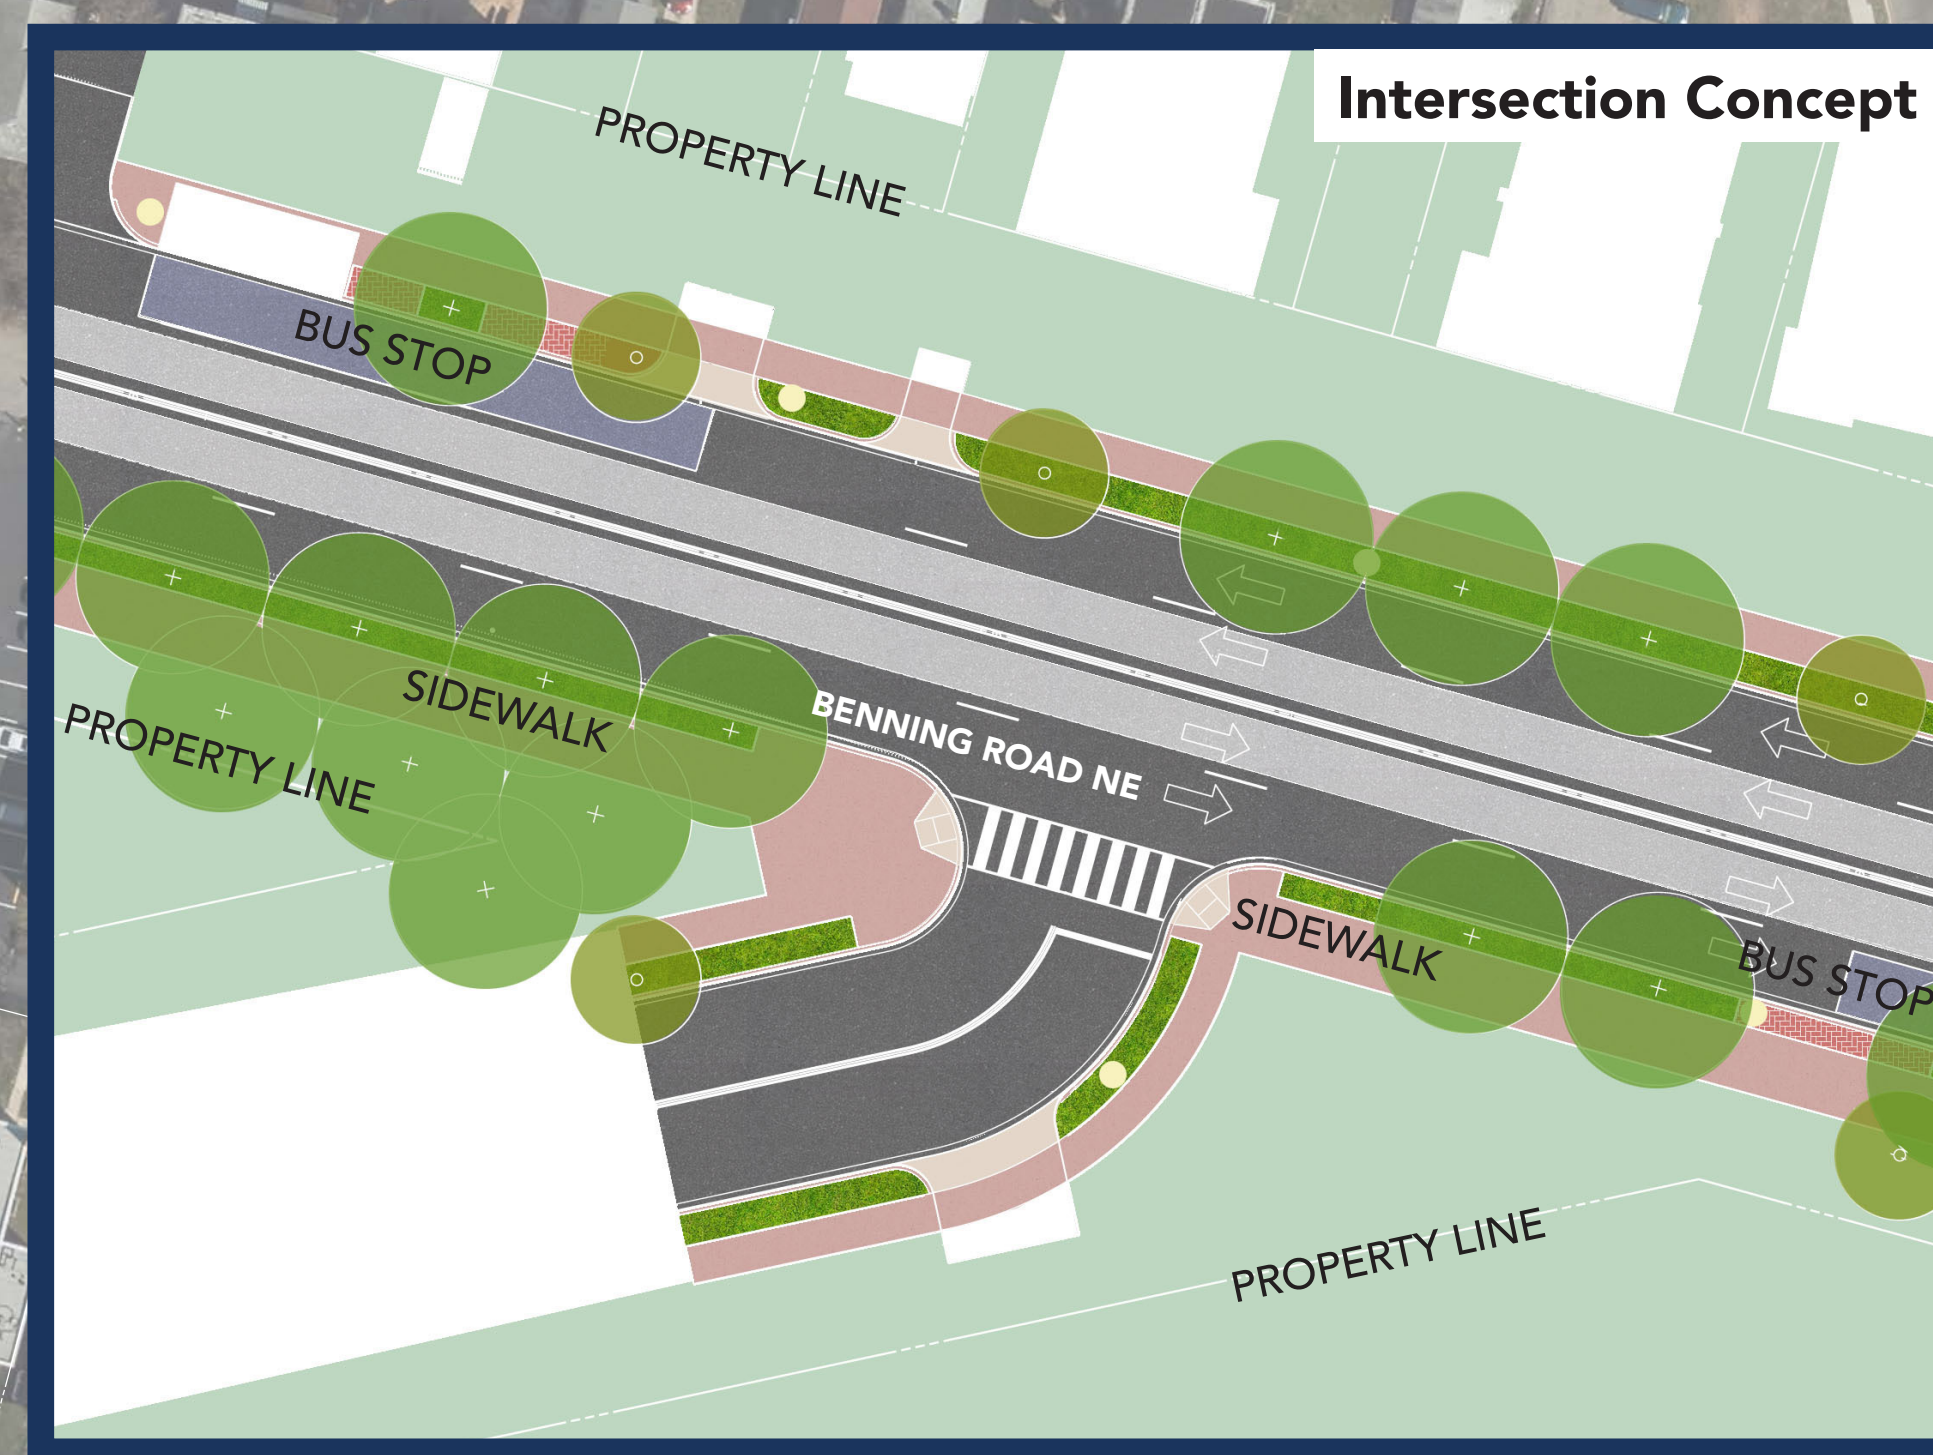 Intersection Concept
PROPERTY LINE
BUS STOP
SIDEWALK
PROPERTY LINE
BENNING ROAD NE
SIDEWALK
BUS STOP
PROPERTY LINE